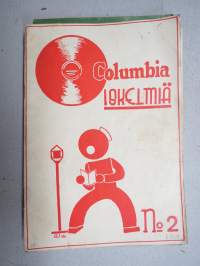 Columbia
ISKELMIÄ
No 2